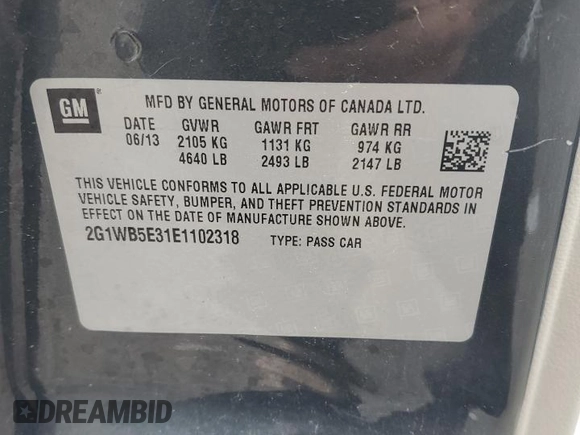 GM
MFD BY GENERAL MOTORS OF CANADA LTD.
DATE GVWR GAWR FRT GAWR RR
06/13 2105 KG 1131 KG 974 KG
4640 LB 2493 LB 2147 LB
THIS VEHICLE CONFORMS TO ALL APPLICABLE U.S. FEDERAL MOTOR
VEHICLE SAFETY, BUMPER, AND THEFT PREVENTION STANDARDS IN
EFFECT ON THE DATE OF MANUFACTURE SHOWN ABOVE.
2G1WB5E31E1102318 TYPE: PASS CAR
DREAMBID